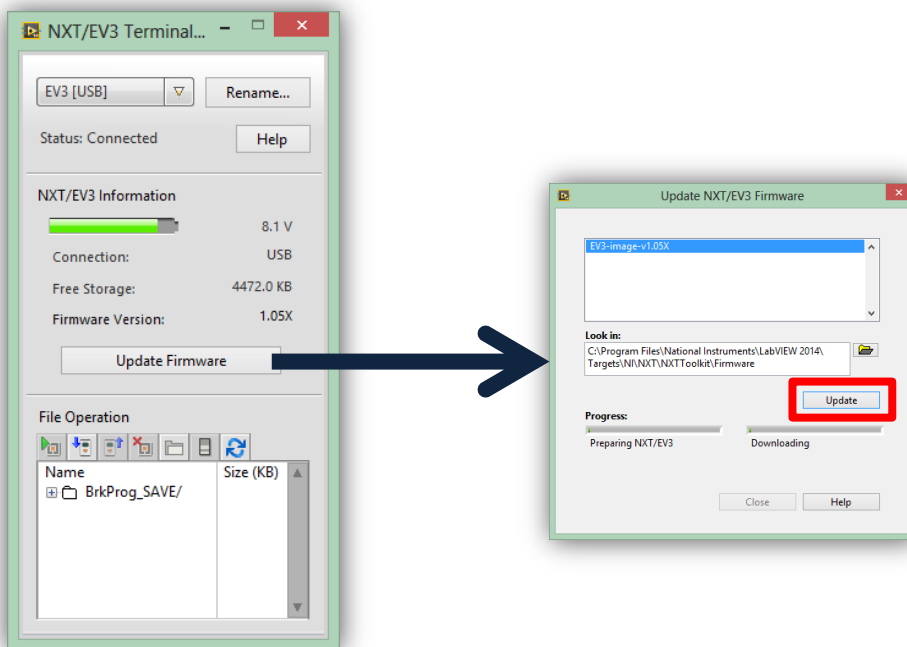 NXT/EV3 Terminal...
EV3 [USB]
Rename...
Status: Connected
Help
NXT/EV3 Information
8.1 V
Connection: USB
Free Storage: 4472.0 KB
Firmware Version: 1.05X
Update Firmware
File Operation
Name Size (KB)
BrkProg_SAVE/
Update NXT/EV3 Firmware
EV3-image-v1.05X
Look in:
C:\Program Files\National Instruments\LabVIEW 2014\
Targets\NI\NXT\NXTToolkit\Firmware
Update
Progress:
Preparing NXT/EV3 Downloading
Close Help